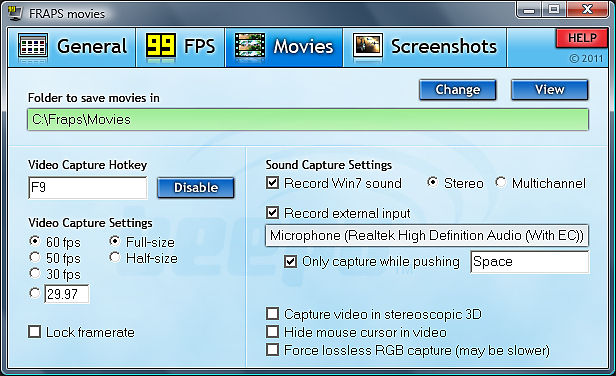 FRAPS movies
General
99 FPS
Movies
Screenshots
HELP
© 2011
Folder to save movies in
Change
View
C:\Fraps\Movies
Video Capture Hotkey
F9
Disable
Video Capture Settings
60 fps
Full-size
50 fps
Half-size
30 fps
29.97
Lock framerate
Sound Capture Settings
Record Win7 sound
Stereo
Multichannel
Record external input
Microphone (Realtek High Definition Audio (With EC))
Only capture while pushing
Space
Capture video in stereoscopic 3D
Hide mouse cursor in video
Force lossless RGB capture (may be slower)